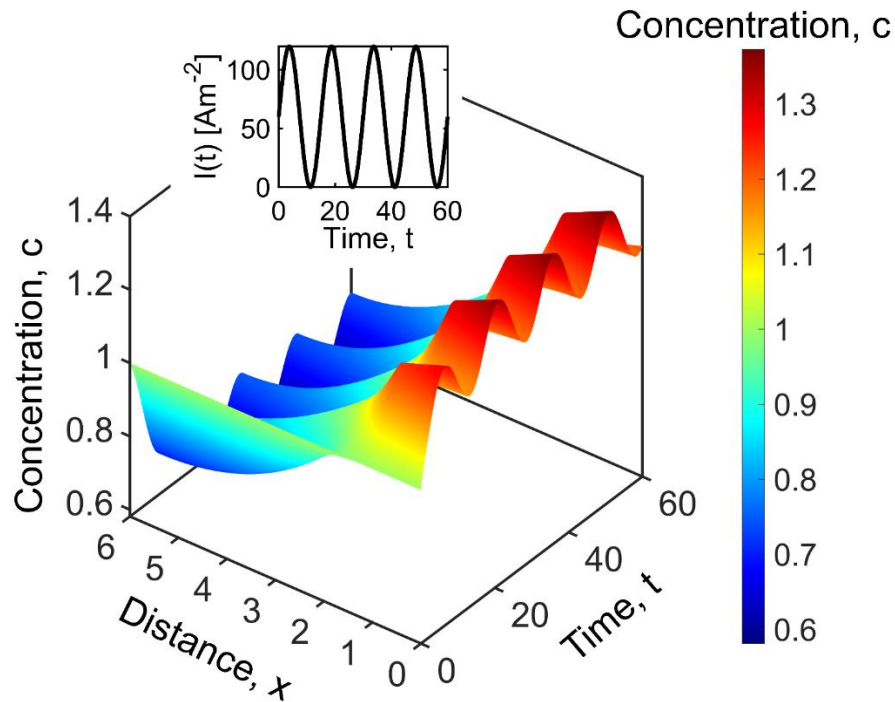 Concentration, c
I(t) [Am⁻²]
100
50
0
0 20 40 60
Time, t
Concentration, c
1.4
1.2
1
0.8
0.6
6 5 4 3 2 1 0
Distance, x
0 20 40 60
Time, t
1.3
1.2
1.1
1
0.9
0.8
0.7
0.6